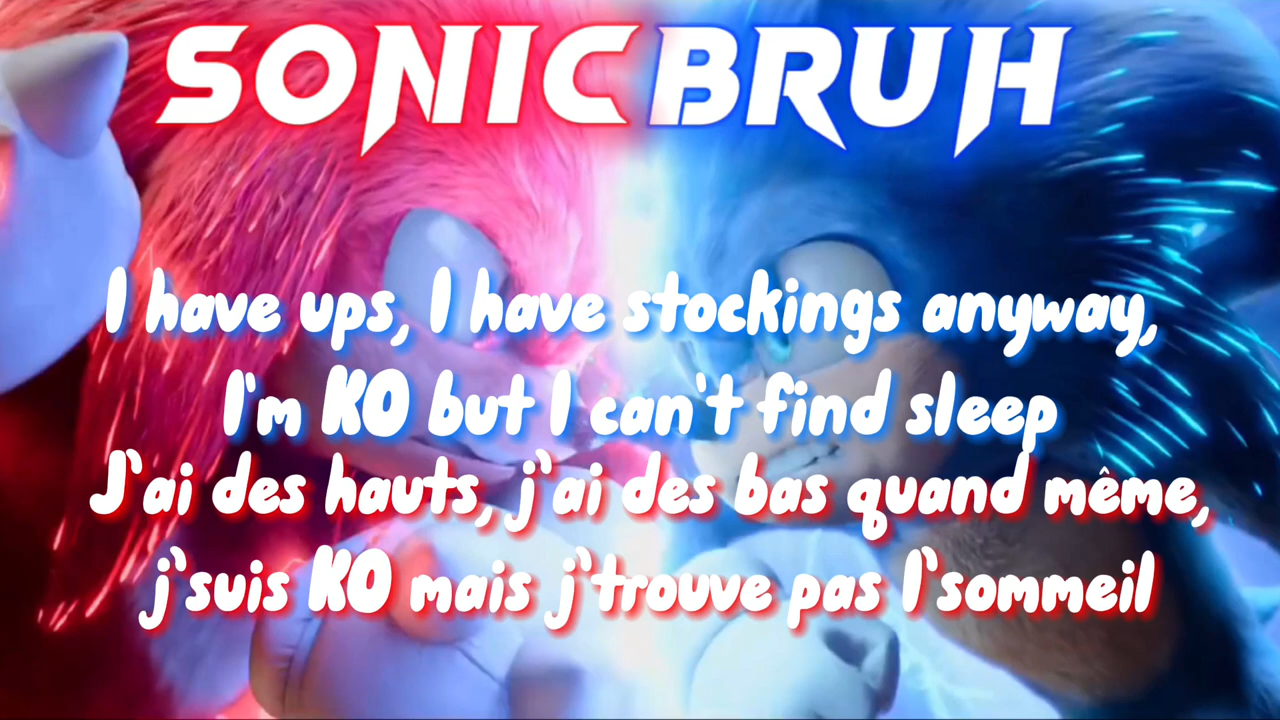 SONIC BRUH
I have ups, I have stockings anyway,
I'm KO but I can't find sleep
J'ai des hauts, j'ai des bas quand même,
j'suis KO mais j'trouve pas l'sommeil